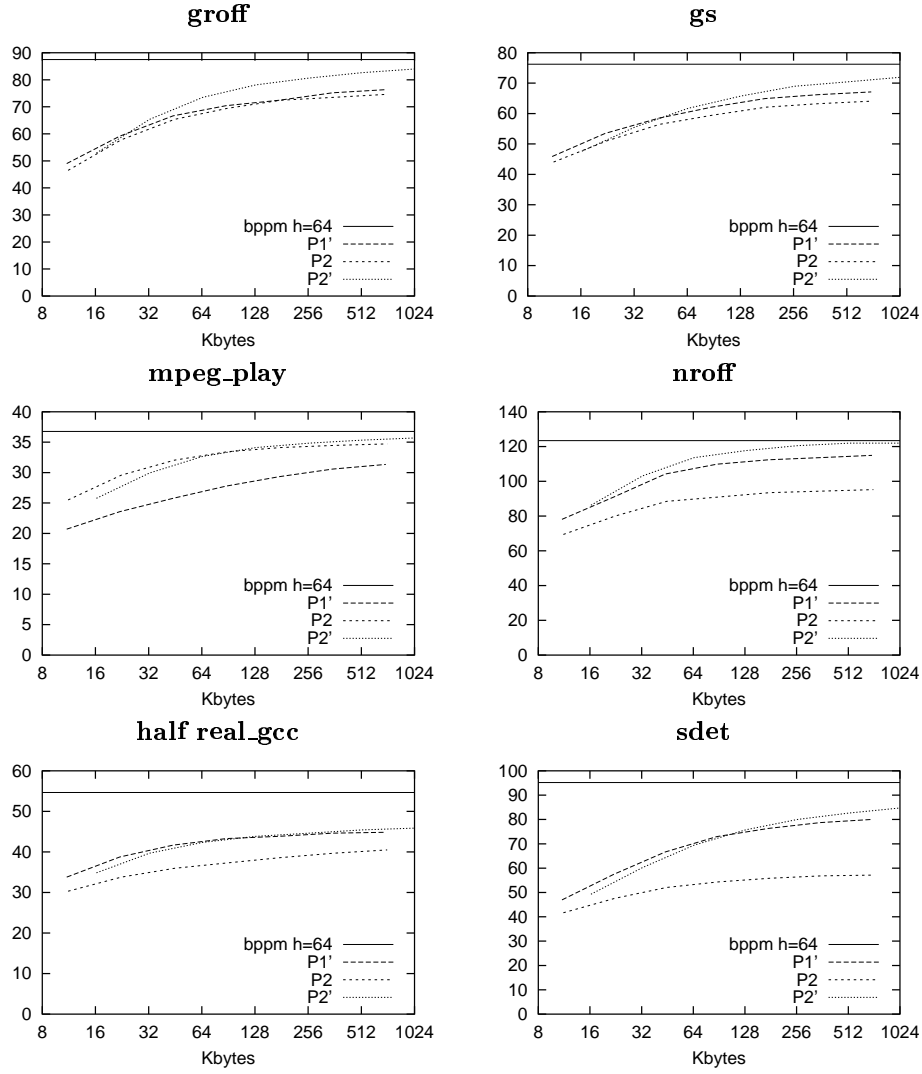 groff
90
80
70
60
50
40
30
20
10
0
bppm h=64
P1'
P2
P2'
8 16 32 64 128 256 512 1024
Kbytes
gs
80
70
60
50
40
30
20
10
0
bppm h=64
P1'
P2
P2'
8 16 32 64 128 256 512 1024
Kbytes
mpeg_play
40
35
30
25
20
15
10
5
0
bppm h=64
P1'
P2
P2'
8 16 32 64 128 256 512 1024
Kbytes
nroff
140
120
100
80
60
40
20
0
bppm h=64
P1'
P2
P2'
8 16 32 64 128 256 512 1024
Kbytes
half real_gcc
60
50
40
30
20
10
0
bppm h=64
P1'
P2
P2'
8 16 32 64 128 256 512 1024
Kbytes
sdet
100
90
80
70
60
50
40
30
20
10
0
bppm h=64
P1'
P2
P2'
8 16 32 64 128 256 512 1024
Kbytes